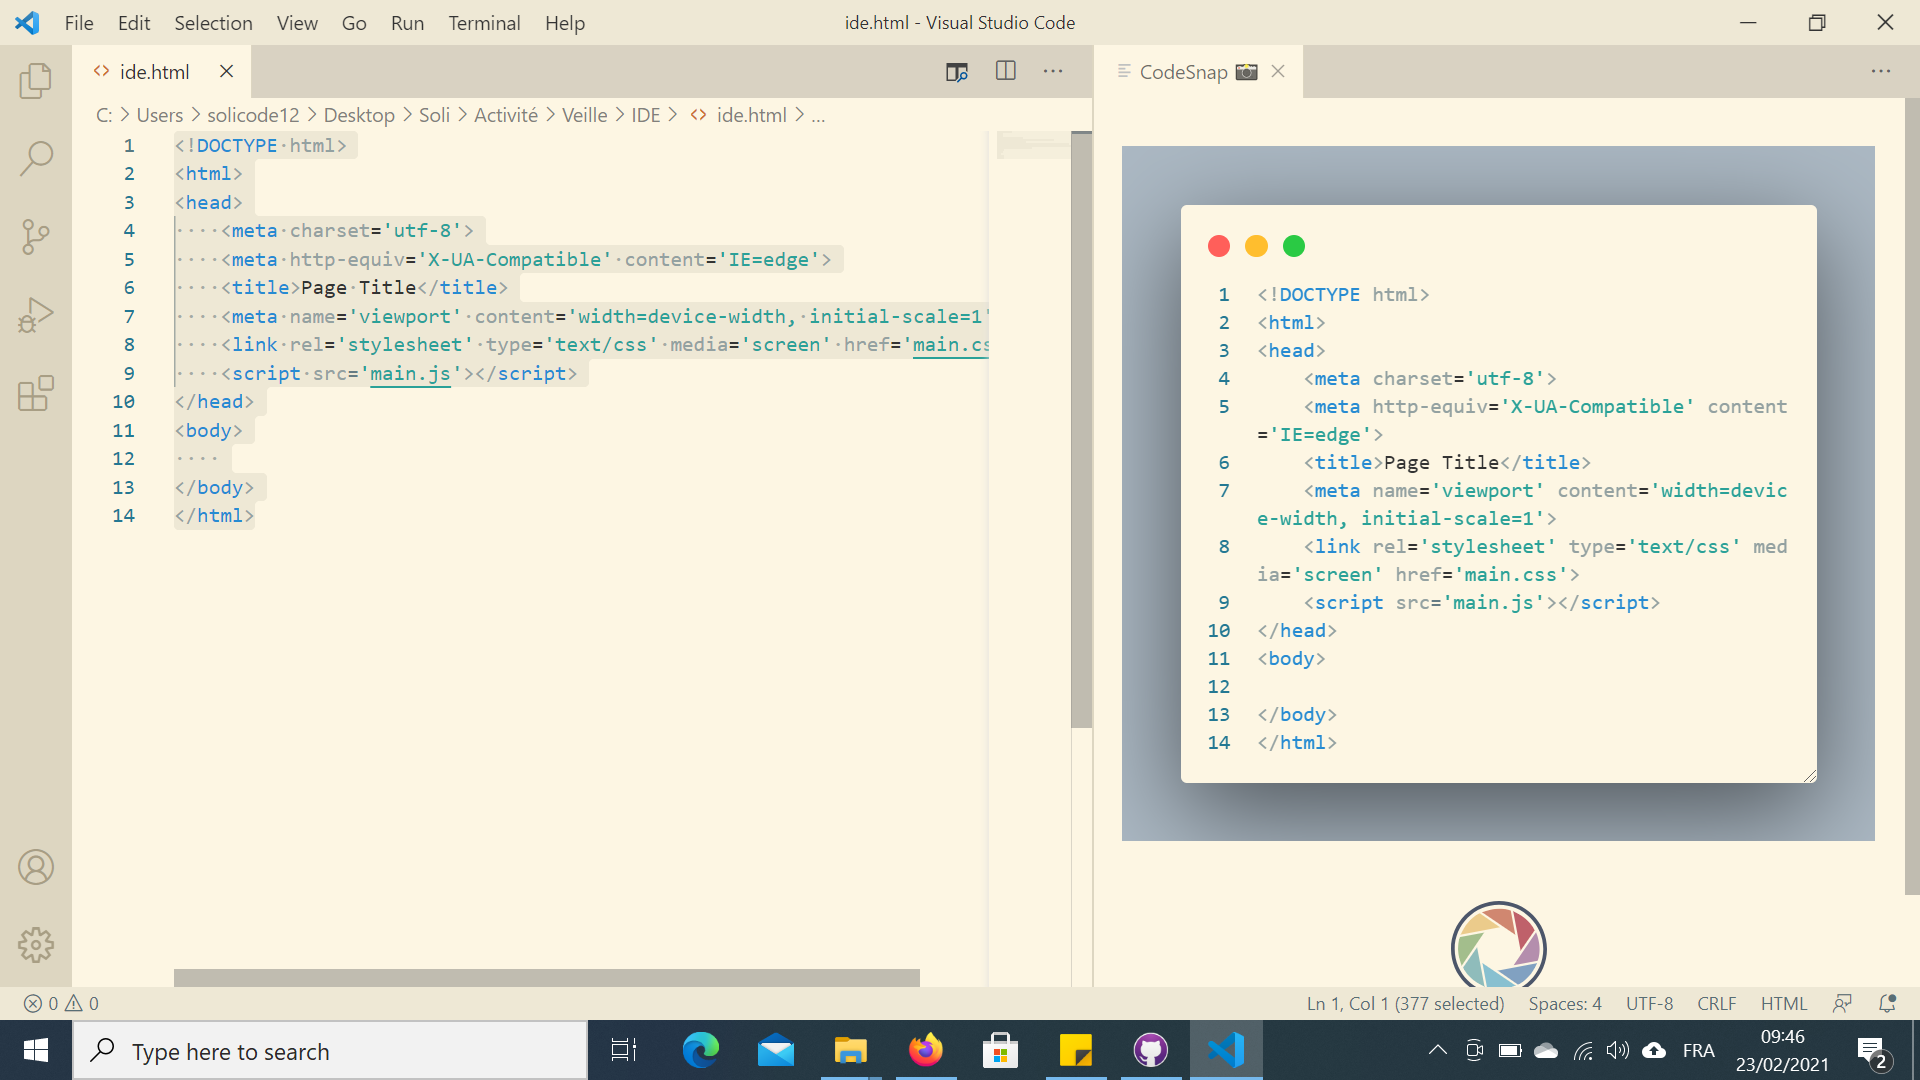 File Edit Selection View Go Run Terminal Help
ide.html - Visual Studio Code
ide.html
CodeSnap
C: > Users > solicode12 > Desktop > Soli > Activité > Veille > IDE > ide.html > ...
1 <!DOCTYPE·html>
2 <html>
3 <head>
4 ····<meta·charset='utf-8'>
5 ····<meta·http-equiv='X-UA-Compatible'·content='IE=edge'>
6 ····<title>Page·Title</title>
7 ····<meta·name='viewport'·content='width=device-width,·initial-scale=1'
8 ····<link·rel='stylesheet'·type='text/css'·media='screen'·href='main.cs
9 ····<script·src='main.js'></script>
10 </head>
11 <body>
12 ····
13 </body>
14 </html>
1 <!DOCTYPE html>
2 <html>
3 <head>
4     <meta charset='utf-8'>
5     <meta http-equiv='X-UA-Compatible' content
='IE=edge'>
6     <title>Page Title</title>
7     <meta name='viewport' content='width=devic
e-width, initial-scale=1'>
8     <link rel='stylesheet' type='text/css' med
ia='screen' href='main.css'>
9     <script src='main.js'></script>
10 </head>
11 <body>
12
13 </body>
14 </html>
0 0
Ln 1, Col 1 (377 selected) Spaces: 4 UTF-8 CRLF HTML
Type here to search
FRA
09:46
23/02/2021
2